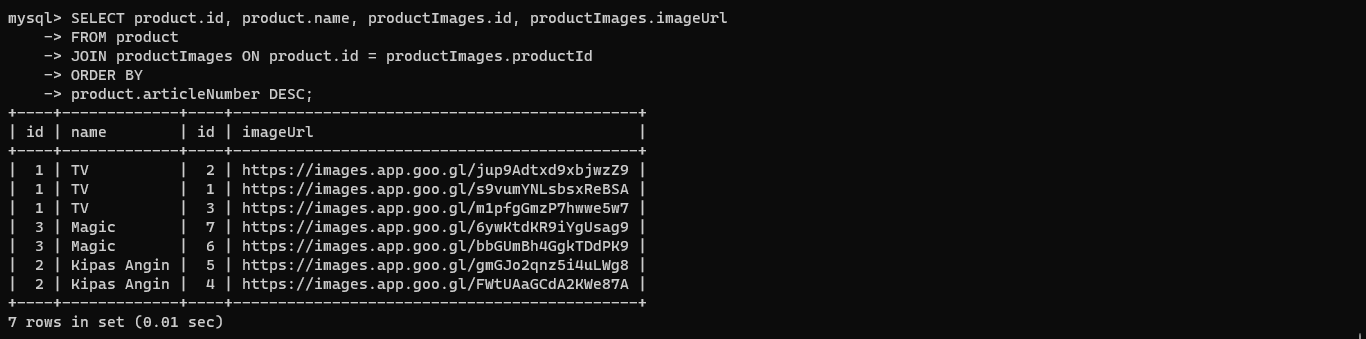 mysql> SELECT product.id, product.name, productImages.id, productImages.imageUrl
    -> FROM product
    -> JOIN productImages ON product.id = productImages.productId
    -> ORDER BY
    -> product.articleNumber DESC;
+----+-------------+----+---------------------------------------------+
| id | name        | id | imageUrl                                    |
+----+-------------+----+---------------------------------------------+
|  1 | TV          |  2 | https://images.app.goo.gl/jup9Adtxd9xbjwzZ9 |
|  1 | TV          |  1 | https://images.app.goo.gl/s9vumYNLsbsxReBSA |
|  1 | TV          |  3 | https://images.app.goo.gl/m1pfgGmzP7hwwe5w7 |
|  3 | Magic       |  7 | https://images.app.goo.gl/6ywKtdKR9iYgUsag9 |
|  3 | Magic       |  6 | https://images.app.goo.gl/bbGUmBh4GgkTDdPK9 |
|  2 | Kipas Angin |  5 | https://images.app.goo.gl/gmGJo2qnz5i4uLWg8 |
|  2 | Kipas Angin |  4 | https://images.app.goo.gl/FWtUAaGCdA2KWe87A |
+----+-------------+----+---------------------------------------------+
7 rows in set (0.01 sec)